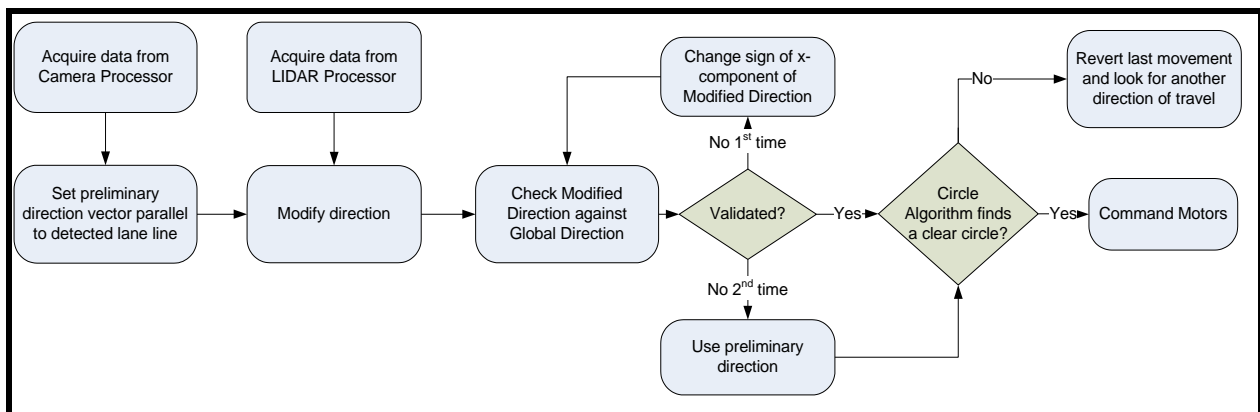 Acquire data from
Camera Processor
Acquire data from
LIDAR Processor
Change sign of x-
component of
Modified Direction
Revert last movement
and look for another
direction of travel
No
No 1st time
Set preliminary
direction vector parallel
to detected lane line
Modify direction
Check Modified
Direction against
Global Direction
Validated?
Yes
Circle
Algorithm finds
a clear circle?
Yes
Command Motors
No 2nd time
Use preliminary
direction